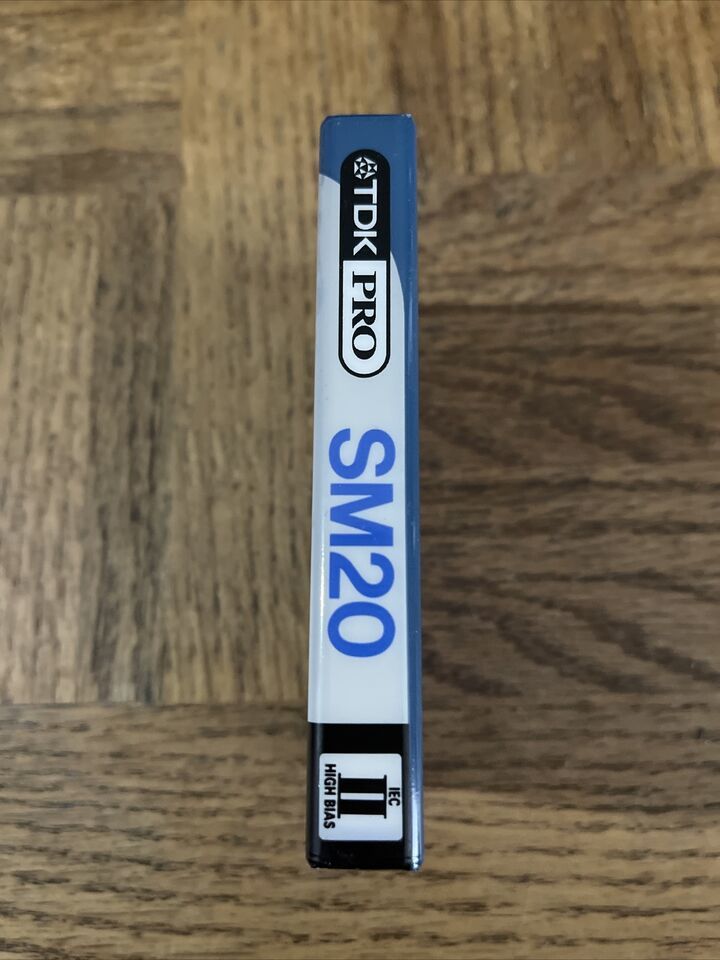 TDK PRO
SM20
IEC
II
HIGH BIAS